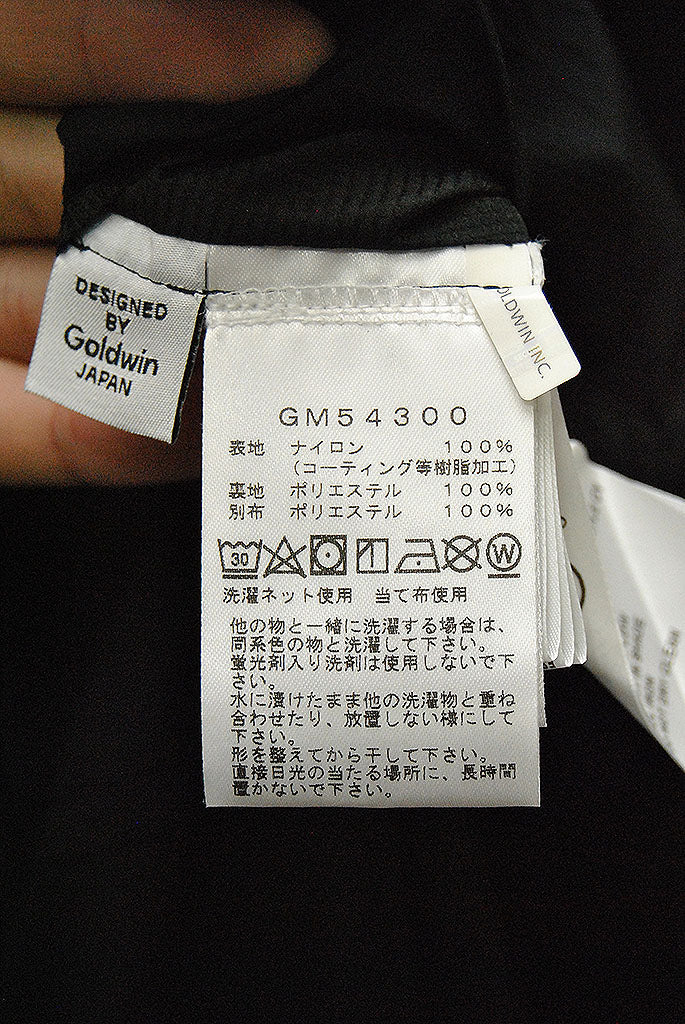 DESIGNED
BY
Goldwin
JAPAN
OLDWIN INC.
GM54300
表地 ナイロン 100%
(コーティング等樹脂加工)
裏地 ポリエステル 100%
別布 ポリエステル 100%
30 W
洗濯ネット使用 当て布使用
他の物と一緒に洗濯する場合は、
同系色の物と洗濯して下さい。
蛍光剤入り洗剤は使用しないで下
さい。
水に漬けたまま他の洗濯物と重ね
合わせたり、放置しない様にして
下さい。
形を整えてから干して下さい。
直接日光の当たる場所に、長時間
置かないで下さい。